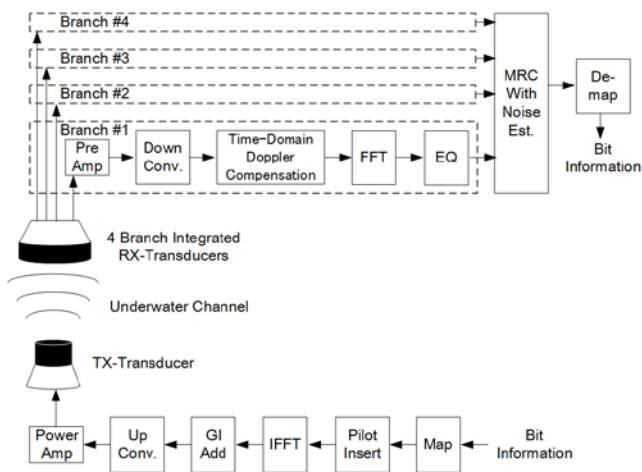 Branch #4
Branch #3
Branch #2
Branch #1
Pre
Amp
Down
Conv.
Time-Domain
Doppler
Compensation
FFT
EQ
MRC
With
Noise
Est.
De-
map
Bit
Information
4 Branch Integrated
RX-Transducers
Underwater Channel
TX-Transducer
Power
Amp
Up
Conv.
GI
Add
IFFT
Pilot
Insert
Map
Bit
Information